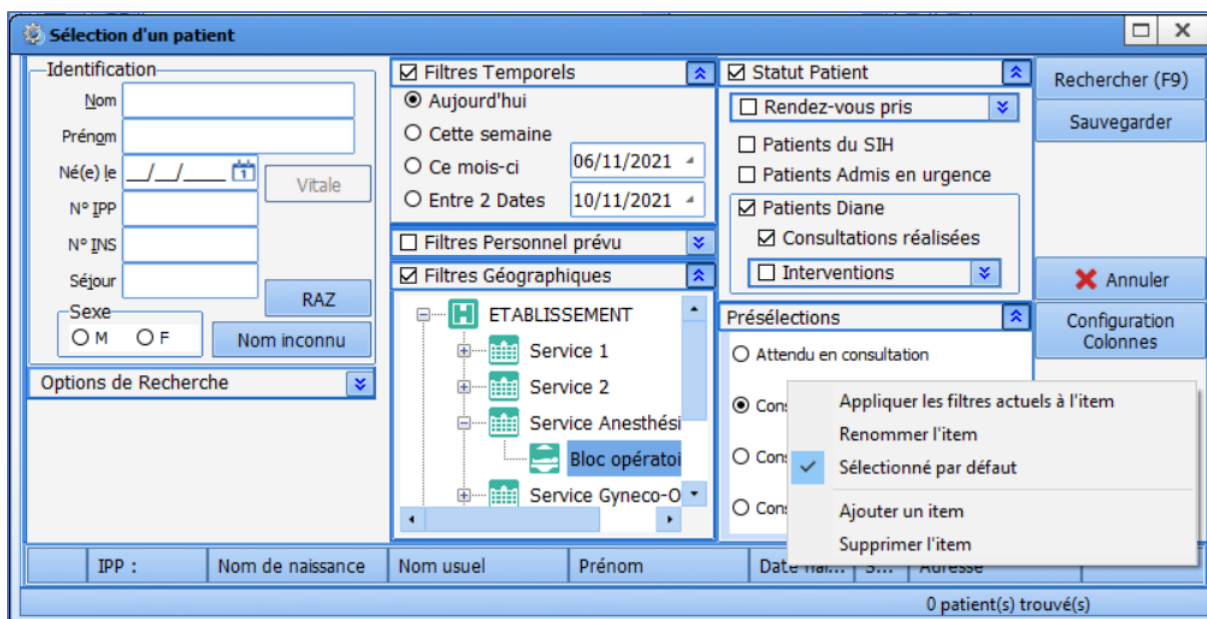 Sélection d'un patient
Identification
Nom
Prénom
Né(e) le __/__/____
Vitale
N° IPP
N° INS
Séjour
RAZ
Sexe
M F
Nom inconnu
Options de Recherche
Filtres Temporels
Aujourd'hui
Cette semaine
Ce mois-ci
06/11/2021
Entre 2 Dates
10/11/2021
Filtres Personnel prévu
Filtres Géographiques
ETABLISSEMENT
Service 1
Service 2
Service Anesthési
Bloc opératoi
Service Gyneco-O
Statut Patient
Rendez-vous pris
Patients du SIH
Patients Admis en urgence
Patients Diane
Consultations réalisées
Interventions
Présélections
Attendu en consultation
Cons
Cons
Cons
Appliquer les filtres actuels à l'item
Renommer l'item
Sélectionné par défaut
Ajouter un item
Supprimer l'item
Rechercher (F9)
Sauvegarder
Annuler
Configuration
Colonnes
IPP : Nom de naissance Nom usuel Prénom Date nai... S... Adresse
0 patient(s) trouvé(s)